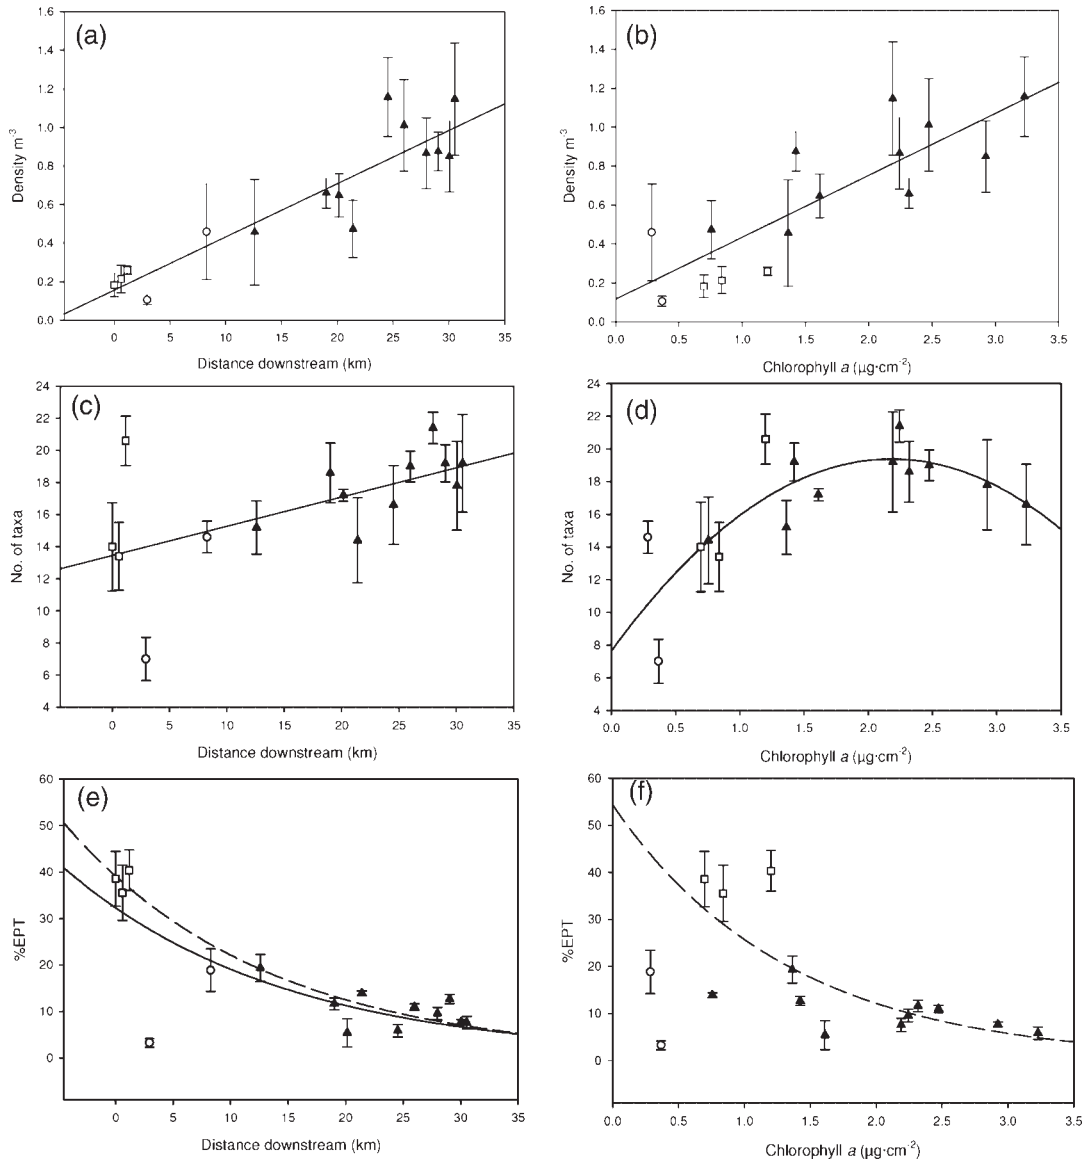 (a)
1.6
1.4
1.2
1.0
0.8
0.6
0.4
0.2
0.0
Density m⁻³
0 5 10 15 20 25 30 35
Distance downstream (km)
(b)
1.6
1.4
1.2
1.0
0.8
0.6
0.4
0.2
0.0
Density m⁻³
0.0 0.5 1.0 1.5 2.0 2.5 3.0 3.5
Chlorophyll a (µg·cm⁻²)
(c)
24
22
20
18
16
14
12
10
8
6
4
No. of taxa
0 5 10 15 20 25 30 35
Distance downstream (km)
(d)
24
22
20
18
16
14
12
10
8
6
4
No. of taxa
0.0 0.5 1.0 1.5 2.0 2.5 3.0 3.5
Chlorophyll a (µg·cm⁻²)
(e)
60
50
40
30
20
10
0
%EPT
0 5 10 15 20 25 30 35
Distance downstream (km)
(f)
60
50
40
30
20
10
0
%EPT
0.0 0.5 1.0 1.5 2.0 2.5 3.0 3.5
Chlorophyll a (µg·cm⁻²)